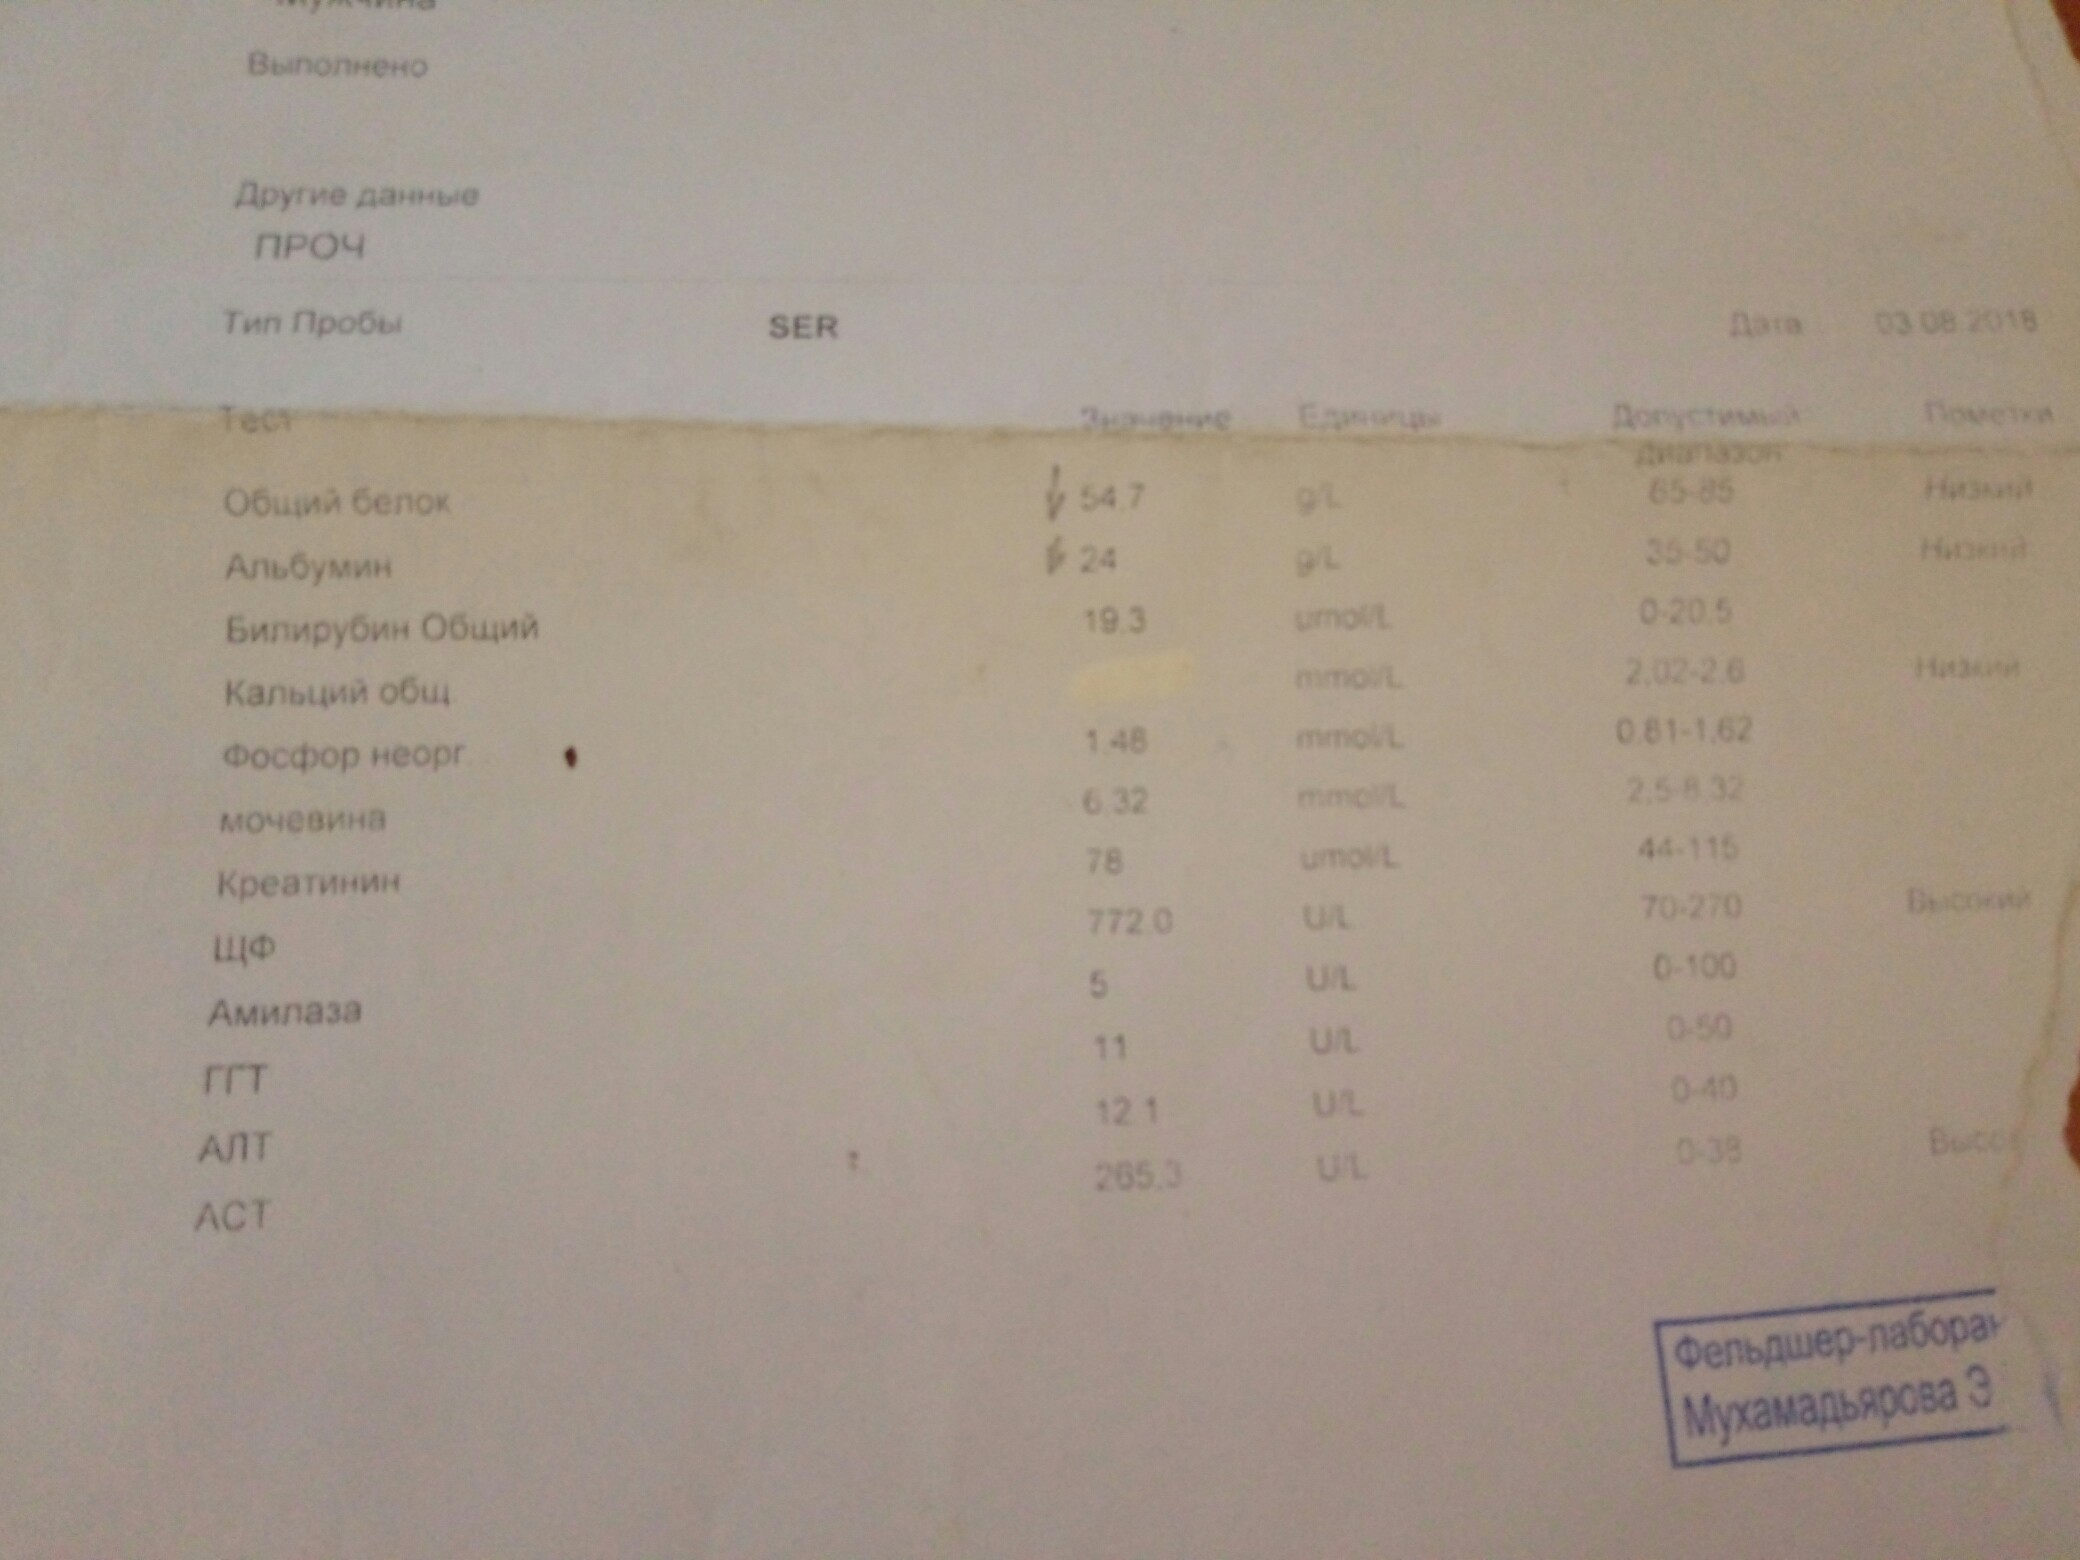 Мужчина
Выполнено
Другие данные
ПРОЧ
Тип Пробы SER Дата 03.08.2018
Тест Значение Единицы Допустимый диапазон Пометки
Общий белок 54.7 g/L 65-85 Низкий
Альбумин 24 g/L 35-50 Низкий
Билирубин Общий 19.3 umol/L 0-20.5
Кальций общ mmol/L 2.02-2.6 Низкий
Фосфор неорг. 1.48 mmol/L 0.81-1.62
мочевина 6.32 mmol/L 2.5-8.32
Креатинин 78 umol/L 44-115
ЩФ 772.0 U/L 70-270 Высокий
Амилаза 5 U/L 0-100
ГГТ 11 U/L 0-50
АЛТ 12.1 U/L 0-40
АСТ 265.3 U/L 0-38 Высо
Фельдшер-лаборан
Мухамадьярова Э